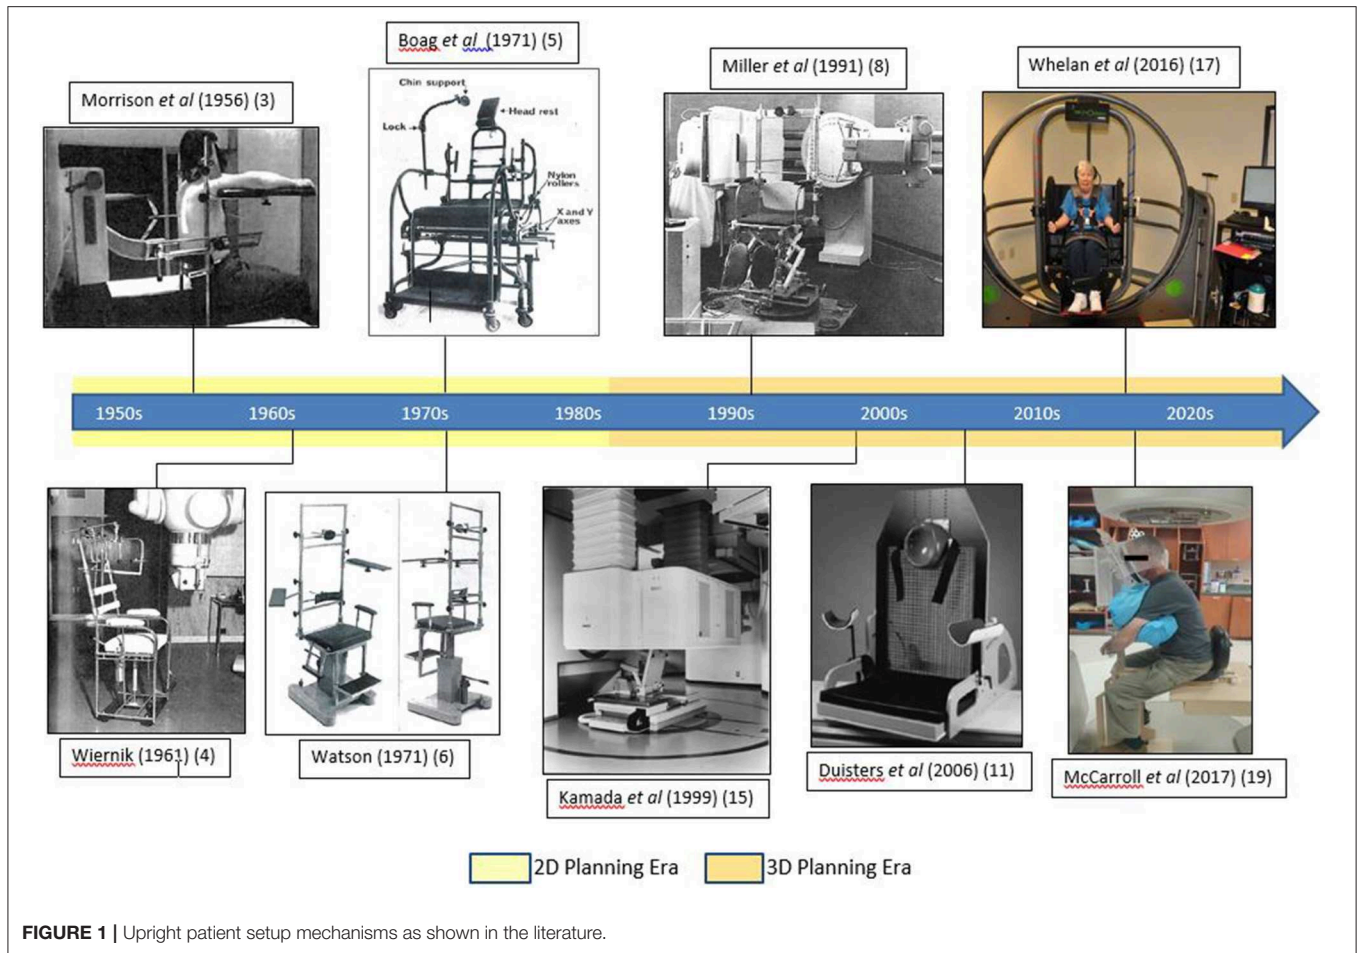 Boag et al (1971) (5)
Miller et al (1991) (8)
Whelan et al (2016) (17)
Morrison et al (1956) (3)
Chin support
Head rest
Lock
Nylon
rollers
X and Y
axes
1950s 1960s 1970s 1980s 1990s 2000s 2010s 2020s
Wiernik (1961) (4)
Watson (1971) (6)
Kamada et al (1999) (15)
Duisters et al (2006) (11)
McCarroll et al (2017) (19)
2D Planning Era 3D Planning Era
FIGURE 1 | Upright patient setup mechanisms as shown in the literature.